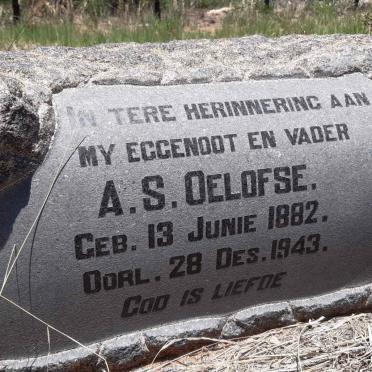 IN TERE HERINNERING AAN
MY EGGENOOT EN VADER
A. S. OELOFSE.
GEB. 13 JUNIE 1882.
OORL. 28 DES. 1943.
GOD IS LIEFDE